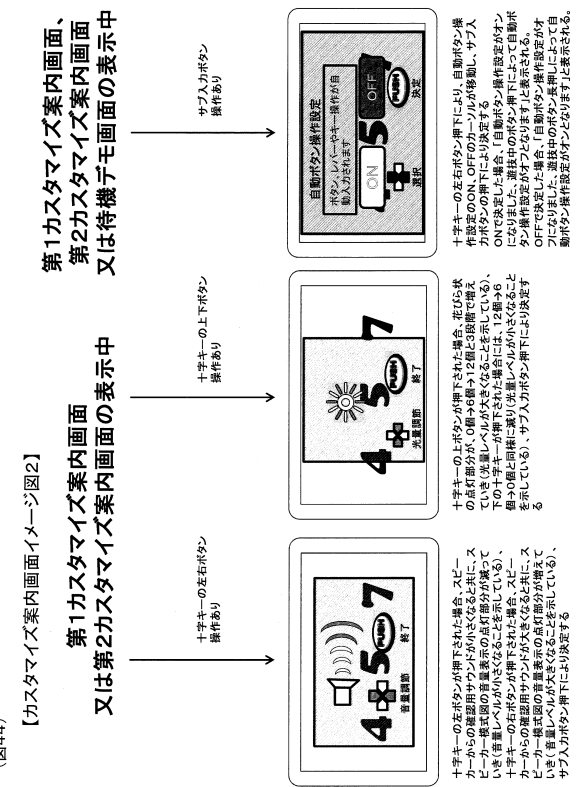 (図44)
【カスタマイズ案内画面イメージ図2】
第1カスタマイズ案内画面
又は第2カスタマイズ案内画面の表示中
第1カスタマイズ案内画面、
第2カスタマイズ案内画面
又は待機デモ画面の表示中
十字キーの左右ボタン
操作あり
十字キーの上下ボタン
操作あり
サブ入力ボタン
操作あり
4 5 7
音量調節
PUSH
終了
4 5 7
光量調節
PUSH
終了
自動ボタン操作設定
ボタン、レバーやキー操作が自
動入力されます
ON
OFF
5
選択
PUSH
決定
十字キーの左ボタンが押下された場合、スピー
カーからの確認用サウンドが小さくなると共に、ス
ピーカー模式図の音量表示の点灯部分が減って
いき(音量レベルが小さくなることを示している)、
十字キーの右ボタンが押下された場合、スピー
カーからの確認用サウンドが大きくなると共に、ス
ピーカー模式図の音量表示の点灯部分が増えて
いき(音量レベルが大きくなることを示している)、
サブ入力ボタン押下により決定する
十字キーの上ボタンが押下された場合、花びら状
の点灯部分が、0個→6個→12個と3段階で増え
ていき(光量レベルが大きくなることを示している)、
下の十字キーが押下された場合には、12個→6
個→0個と同様に減り(光量レベルが小さくなること
を示している)、サブ入力ボタン押下により決定す
る
十字キーの左右ボタン押下により、自動ボタン操
作設定のON、OFFのカーソルが移動し、サブ入
力ボタンの押下により決定する
ONで決定した場合、「自動ボタン操作設定がオン
になりました、遊技中のボタン押下によって自動ボ
タン操作設定がオフとなります」と表示される。
OFFで決定した場合、「自動ボタン操作設定がオ
フになりました、遊技中のボタン長押しによって自
動ボタン操作設定がオンとなります」と表示される。